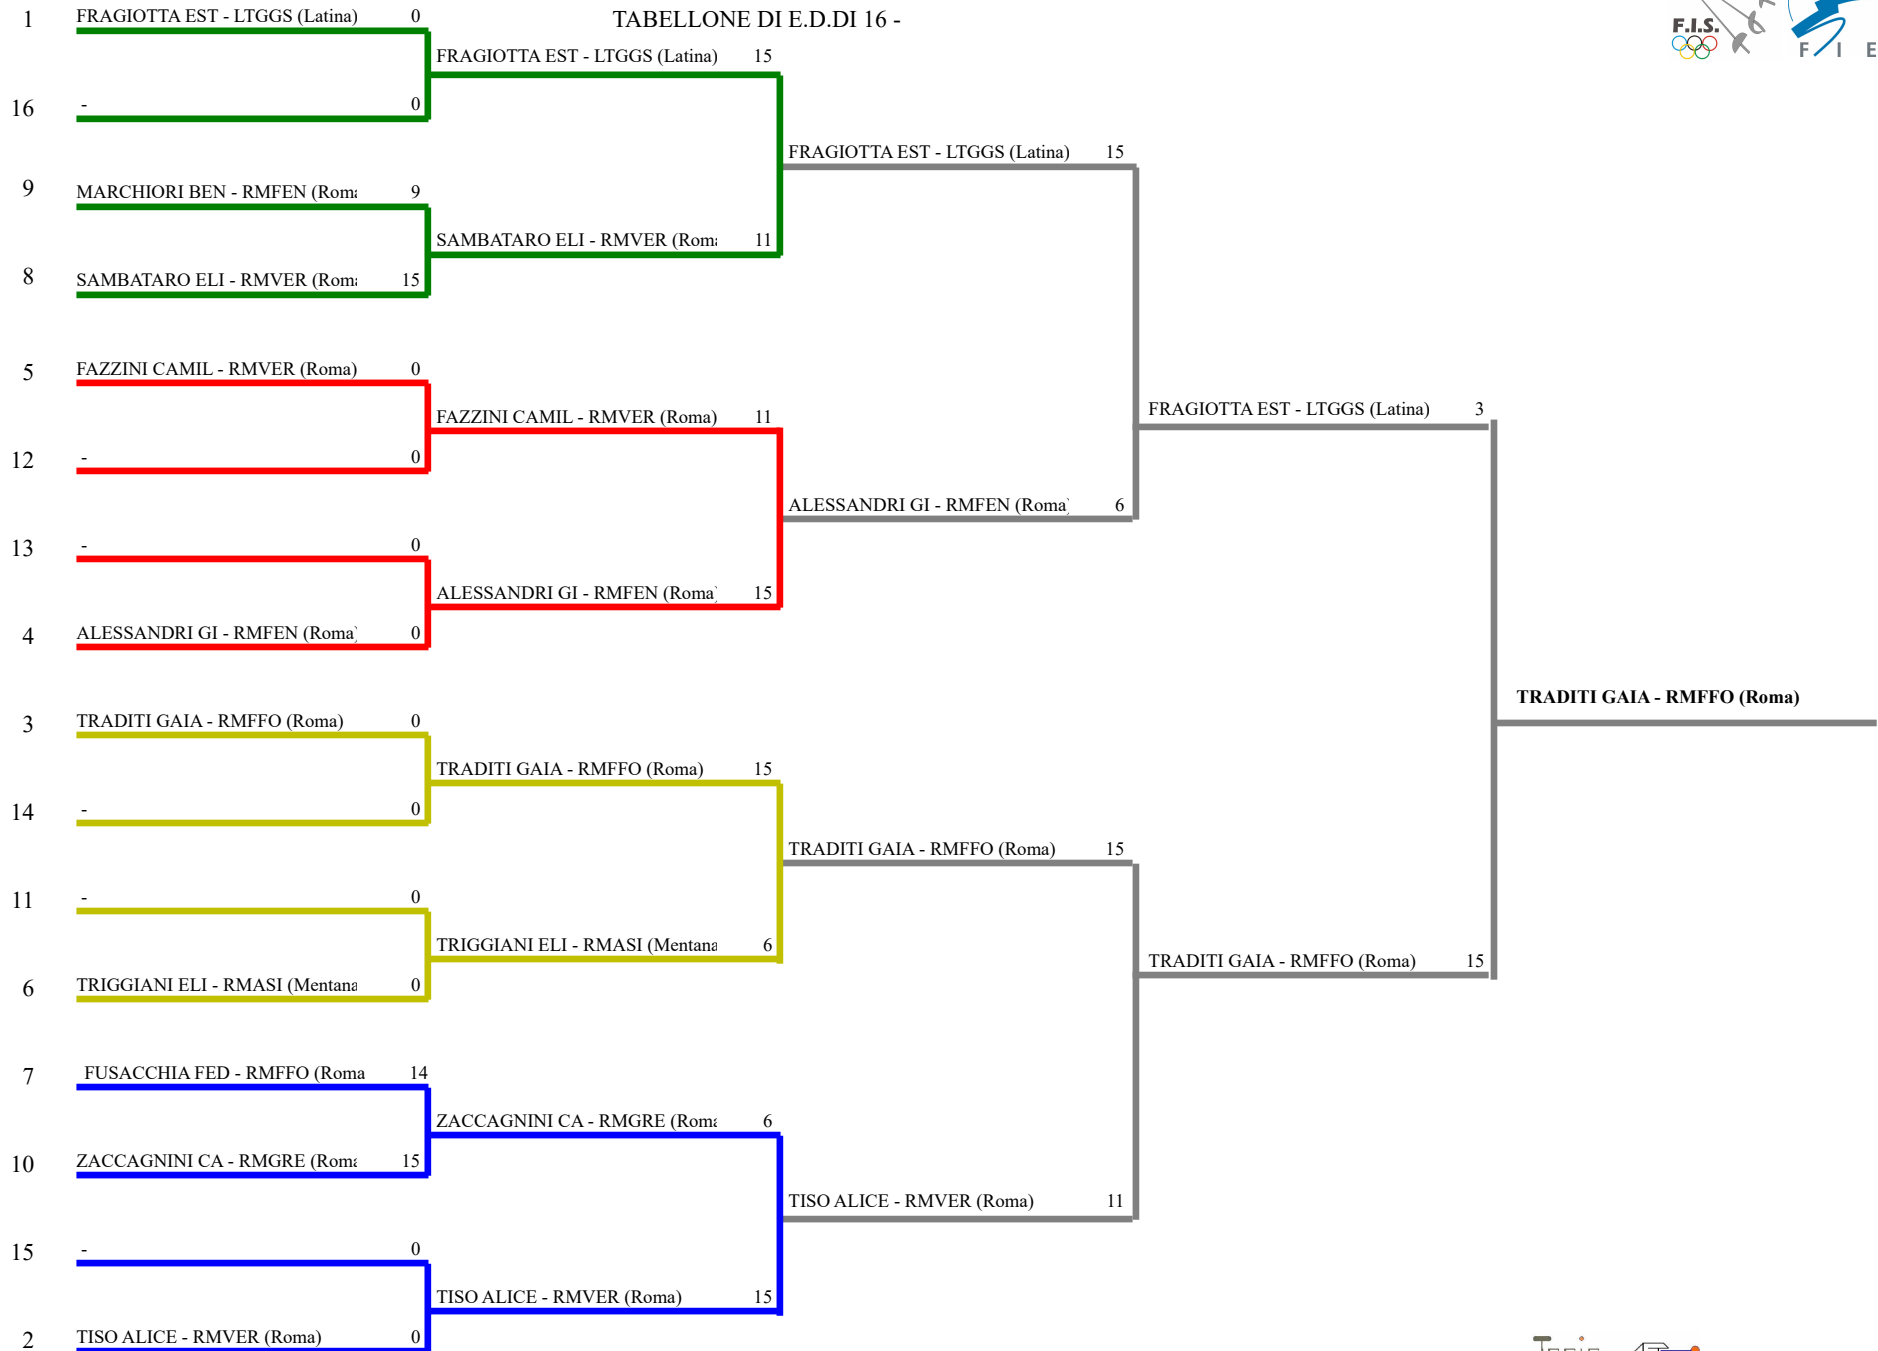 TABELLONE DI E.D.DI 16 -
F.I.S.
F I E
1 FRAGIOTTA EST - LTGGS (Latina) 0
FRAGIOTTA EST - LTGGS (Latina) 15
16 - 0
FRAGIOTTA EST - LTGGS (Latina) 15
9 MARCHIORI BEN - RMFEN (Roma 9
SAMBATARO ELI - RMVER (Roma 11
8 SAMBATARO ELI - RMVER (Roma 15
5 FAZZINI CAMIL - RMVER (Roma) 0
FRAGIOTTA EST - LTGGS (Latina) 3
FAZZINI CAMIL - RMVER (Roma) 11
12 - 0
ALESSANDRI GI - RMFEN (Roma) 6
13 - 0
ALESSANDRI GI - RMFEN (Roma) 15
4 ALESSANDRI GI - RMFEN (Roma) 0
TRADITI GAIA - RMFFO (Roma)
3 TRADITI GAIA - RMFFO (Roma) 0
TRADITI GAIA - RMFFO (Roma) 15
14 - 0
TRADITI GAIA - RMFFO (Roma) 15
11 - 0
TRIGGIANI ELI - RMASI (Mentana 6
TRADITI GAIA - RMFFO (Roma) 15
6 TRIGGIANI ELI - RMASI (Mentana 0
7 FUSACCHIA FED - RMFFO (Roma 14
ZACCAGNINI CA - RMGRE (Roma 6
10 ZACCAGNINI CA - RMGRE (Roma 15
TISO ALICE - RMVER (Roma) 11
15 - 0
TISO ALICE - RMVER (Roma) 15
2 TISO ALICE - RMVER (Roma) 0